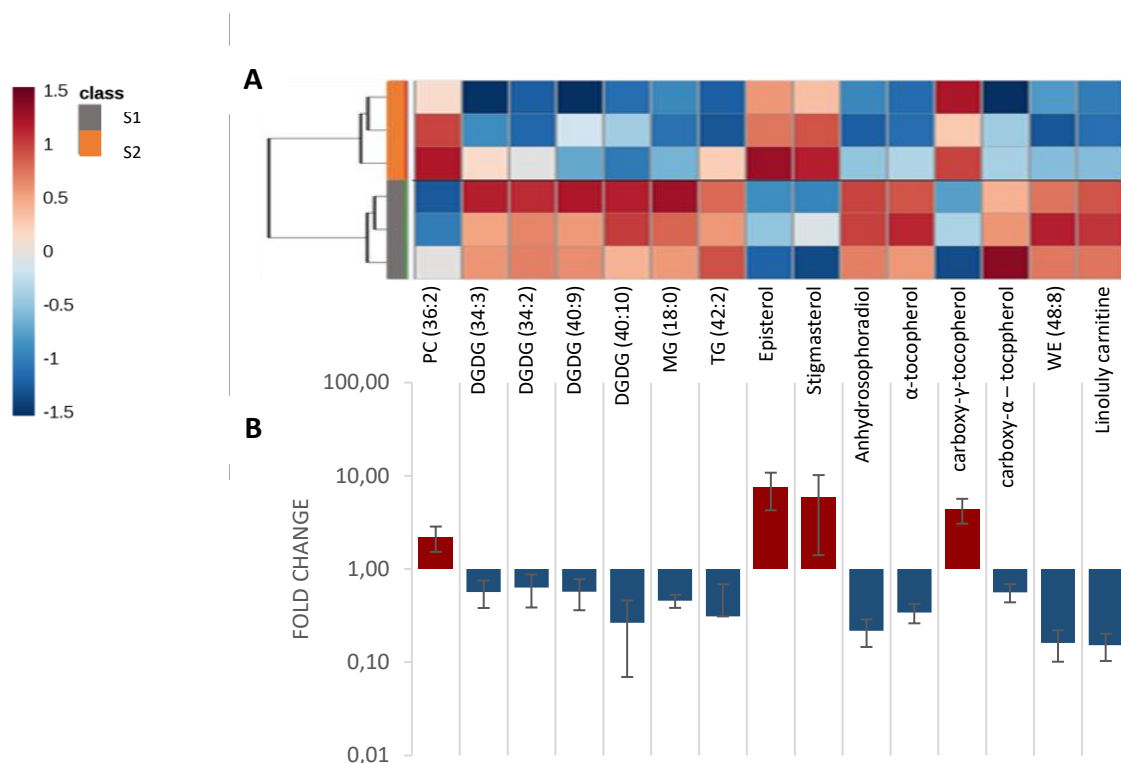 A
1.5
1
0.5
0
-0.5
-1
-1.5
class
S1
S2
PC (36:2)
DGDG (34:3)
DGDG (34:2)
DGDG (40:9)
DGDG (40:10)
MG (18:0)
TG (42:2)
Episterol
Stigmasterol
Anhydrosophoradiol
α-tocopherol
carboxy-γ-tocopherol
carboxy-α – tocppherol
WE (48:8)
Linoluly carnitine
B
FOLD CHANGE
100,00
10,00
1,00
0,10
0,01